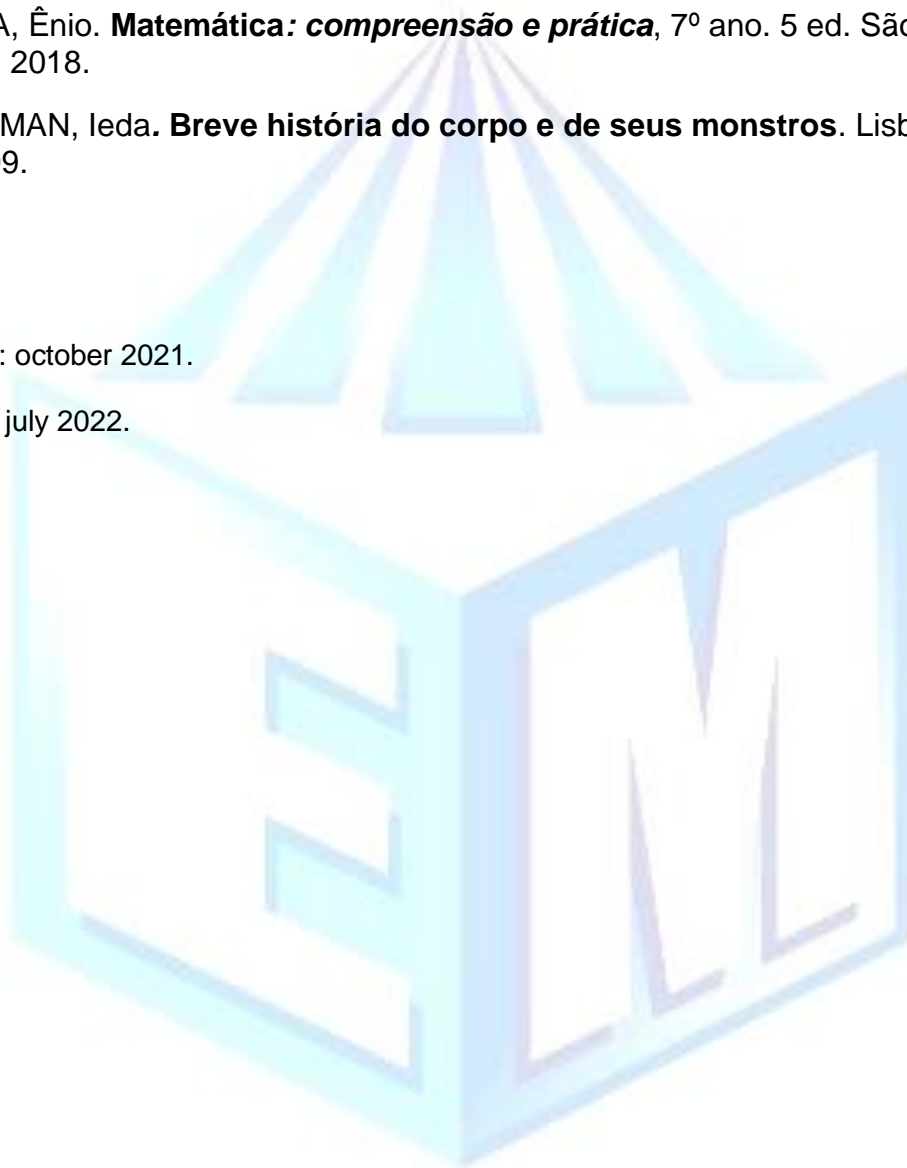 A, Ênio. Matemática: compreensão e prática, 7º ano. 5 ed. São
2018.
MAN, Ieda. Breve história do corpo e de seus monstros. Lisb
9.
: october 2021.
july 2022.
E M